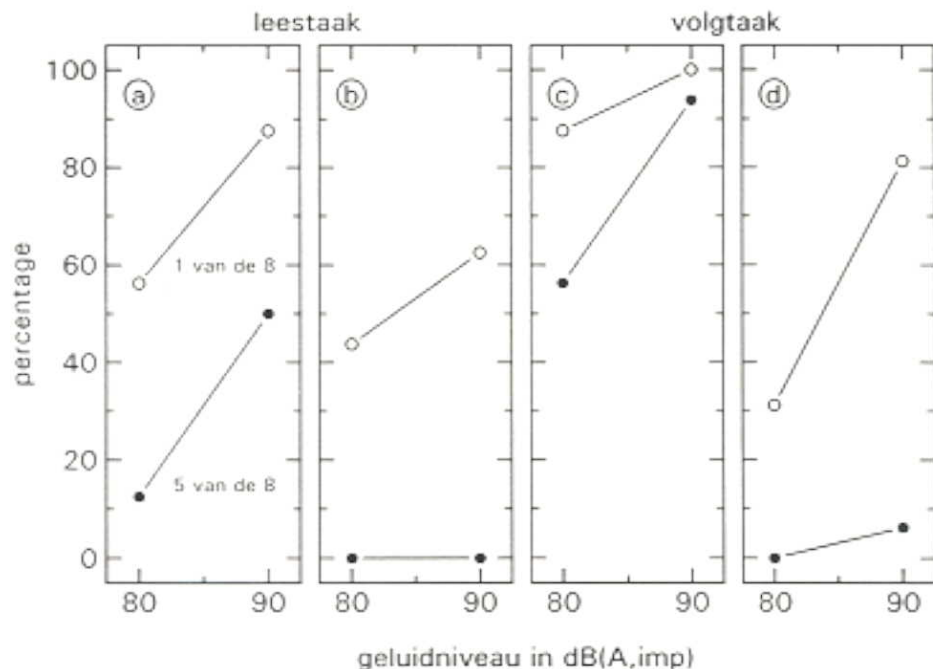 leestaak volgtaak
100
80
60
40
20
0
percentage
a b c d
1 van de 8
5 van de 8
80 90 80 90 80 90 80 90
geluidniveau in dB(A,imp)